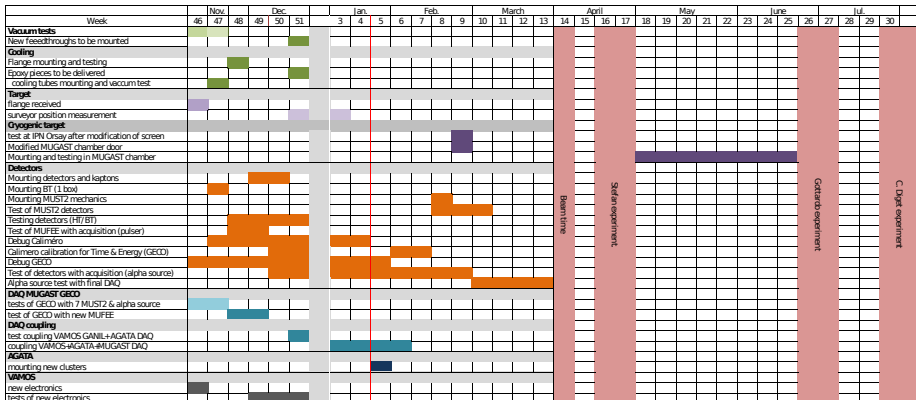 Nov. Dec. Jan. Feb. March April May June Jul.
Week 46 47 48 49 50 51 3 4 5 6 7 8 9 10 11 12 13 14 15 16 17 18 19 20 21 22 23 24 25 26 27 28 29 30 31
Vacuum tests
New feeedthroughs to be mounted
Cooling
Flange mounting and testing
Epoxy pieces to be delivered
cooling tubes mounting and vaccum test
Target
flange received
surveyor position measurement
Cryogenic target
test at IPN Orsay after modification of screen
Modified MUGAST chamber door
Mounting and testing in MUGAST chamber
Detectors
Mounting detectors and kaptons
Mounting BT (1 box)
Mounting MUST2 mechanics
Test of MUST2 detectors
Testing detectors (HT/BT)
Test of MUFEE with acquisition (pulser)
Debug Caliméro
Calimero calibration for Time & Energy (GECO)
Debug GECO
Test of detectors with acquisition (alpha source)
Alpha source test with final DAQ
DAQ MUGAST GECO
tests of GECO with 7 MUST2 & alpha source
test of GECO with new MUFEE
DAQ coupling
test coupling VAMOS GANIL+AGATA DAQ
coupling VAMOS+AGATA+MUGAST DAQ
AGATA
mounting new clusters
VAMOS
new electronics
tests of new electronics
Beam time
Stefan experiment
Gottardo experiment
C. Diget experiment